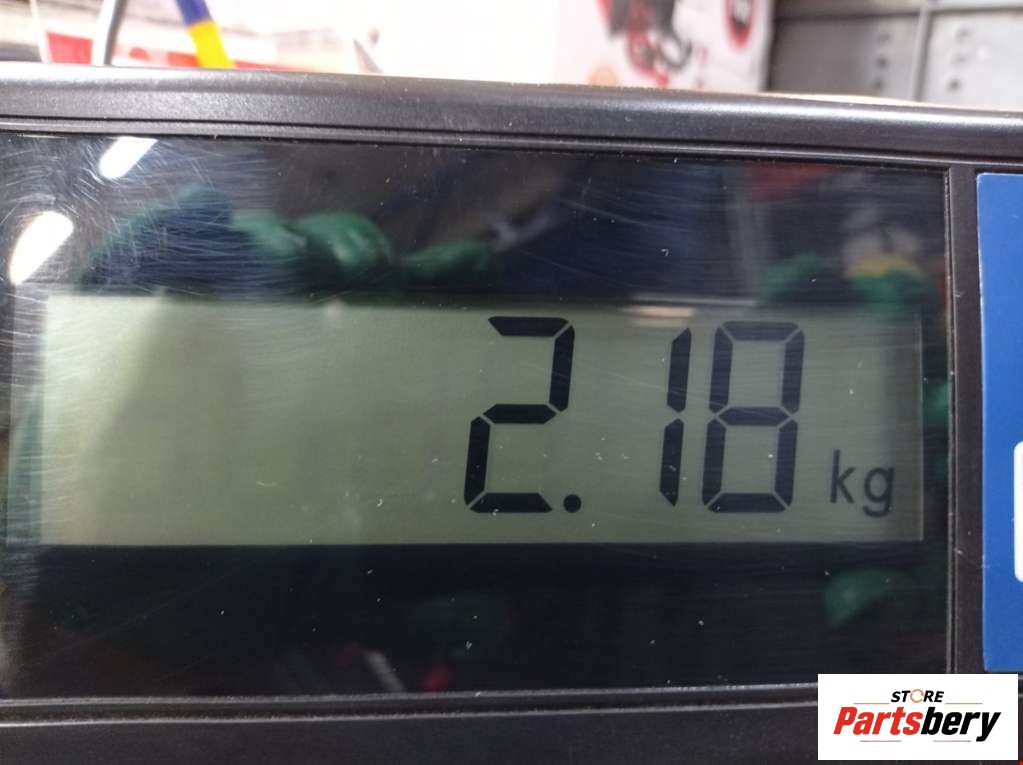 2.18 kg
STORE
Partsbery